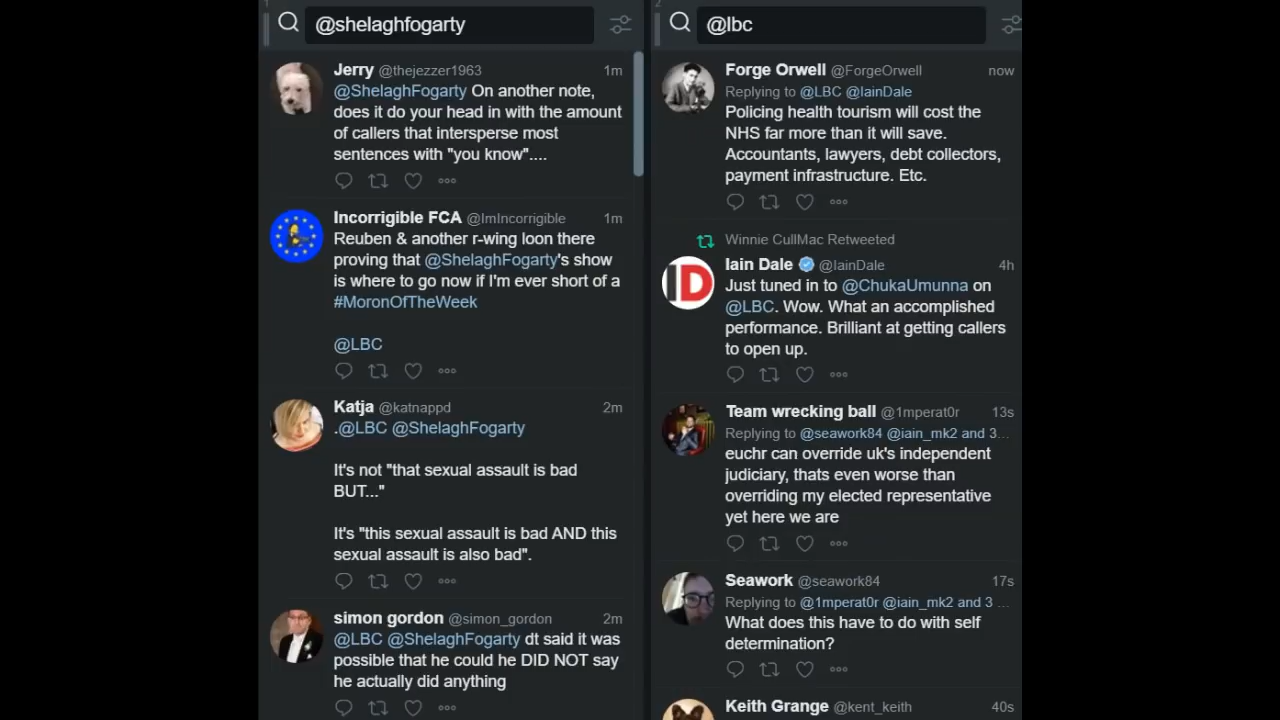 1
@shelaghfogarty
Jerry @thejezzer1963 1m
@ShelaghFogarty On another note,
does it do your head in with the amount
of callers that intersperse most
sentences with "you know"....
Incorrigible FCA @ImIncorrigible 1m
Reuben & another r-wing loon there
proving that @ShelaghFogarty's show
is where to go now if I'm ever short of a
#MoronOfTheWeek
@LBC
Katja @katnappd 2m
.@LBC @ShelaghFogarty
It's not "that sexual assault is bad
BUT..."
It's "this sexual assault is bad AND this
sexual assault is also bad".
simon gordon @simon_gordon 2m
@LBC @ShelaghFogarty dt said it was
possible that he could he DID NOT say
he actually did anything
2
@lbc
Forge Orwell @ForgeOrwell now
Replying to @LBC @IainDale
Policing health tourism will cost the
NHS far more than it will save.
Accountants, lawyers, debt collectors,
payment infrastructure. Etc.
Winnie CullMac Retweeted
Iain Dale @IainDale 4h
Just tuned in to @ChukaUmunna on
@LBC. Wow. What an accomplished
performance. Brilliant at getting callers
to open up.
Team wrecking ball @1mperat0r 13s
Replying to @seawork84 @iain_mk2 and 3...
euchr can override uk's independent
judiciary, thats even worse than
overriding my elected representative
yet here we are
Seawork @seawork84 17s
Replying to @1mperat0r @iain_mk2 and 3 ...
What does this have to do with self
determination?
Keith Grange @kent_keith 40s